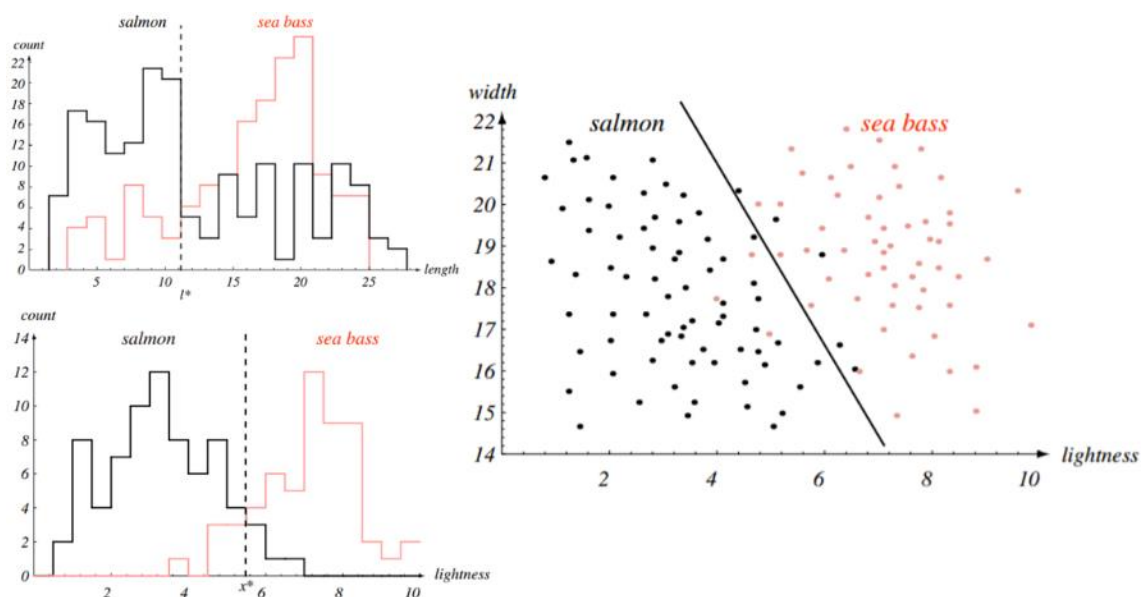 salmon sea bass
count
22
20
18
16
12
10
8
6
4
2
0
5 10 15 20 25 length
l*
count
14 salmon sea bass
12
10
8
6
4
2
0
2 4 x* 6 8 10 lightness
width
22 salmon sea bass
21
20
19
18
17
16
15
14
2 4 6 8 10 lightness